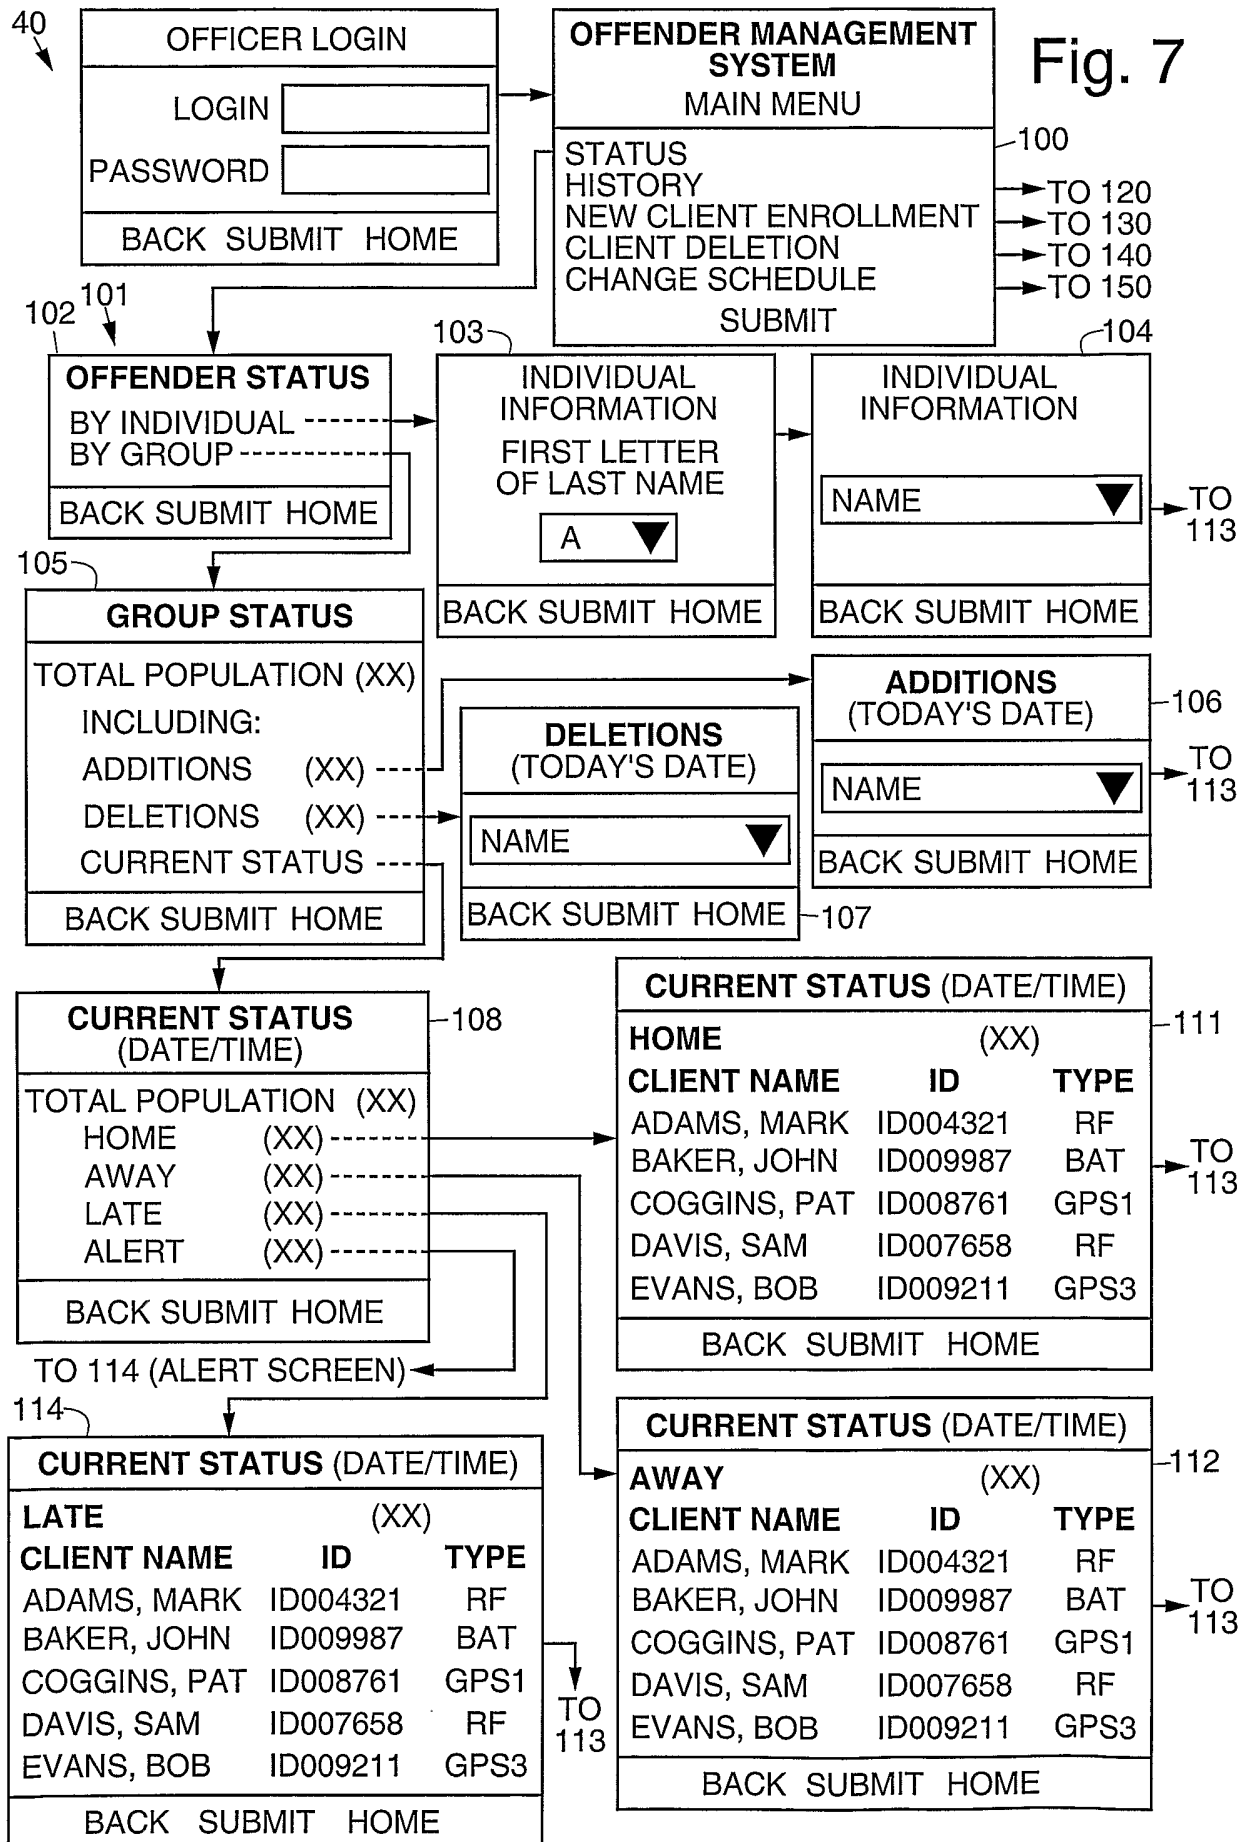 40
OFFICER LOGIN
LOGIN
PASSWORD
BACK SUBMIT HOME
OFFENDER MANAGEMENT
SYSTEM
MAIN MENU
Fig. 7
100
STATUS
HISTORY
TO 120
NEW CLIENT ENROLLMENT
TO 130
CLIENT DELETION
TO 140
CHANGE SCHEDULE
TO 150
SUBMIT
101
102
OFFENDER STATUS
BY INDIVIDUAL
BY GROUP
BACK SUBMIT HOME
103
INDIVIDUAL
INFORMATION
FIRST LETTER
OF LAST NAME
A
BACK SUBMIT HOME
104
INDIVIDUAL
INFORMATION
NAME
TO
113
BACK SUBMIT HOME
105
GROUP STATUS
TOTAL POPULATION (XX)
INCLUDING:
ADDITIONS (XX)
DELETIONS (XX)
CURRENT STATUS
BACK SUBMIT HOME
DELETIONS
(TODAY'S DATE)
NAME
BACK SUBMIT HOME
107
ADDITIONS
(TODAY'S DATE)
106
NAME
TO
113
BACK SUBMIT HOME
CURRENT STATUS
(DATE/TIME)
108
TOTAL POPULATION (XX)
HOME (XX)
AWAY (XX)
LATE (XX)
ALERT (XX)
BACK SUBMIT HOME
TO 114 (ALERT SCREEN)
CURRENT STATUS (DATE/TIME)
111
HOME (XX)
CLIENT NAME ID TYPE
ADAMS, MARK ID004321 RF
BAKER, JOHN ID009987 BAT
COGGINS, PAT ID008761 GPS1
DAVIS, SAM ID007658 RF
EVANS, BOB ID009211 GPS3
TO
113
BACK SUBMIT HOME
114
CURRENT STATUS (DATE/TIME)
LATE (XX)
CLIENT NAME ID TYPE
ADAMS, MARK ID004321 RF
BAKER, JOHN ID009987 BAT
COGGINS, PAT ID008761 GPS1
DAVIS, SAM ID007658 RF
EVANS, BOB ID009211 GPS3
TO
113
BACK SUBMIT HOME
CURRENT STATUS (DATE/TIME)
112
AWAY (XX)
CLIENT NAME ID TYPE
ADAMS, MARK ID004321 RF
BAKER, JOHN ID009987 BAT
COGGINS, PAT ID008761 GPS1
DAVIS, SAM ID007658 RF
EVANS, BOB ID009211 GPS3
TO
113
BACK SUBMIT HOME